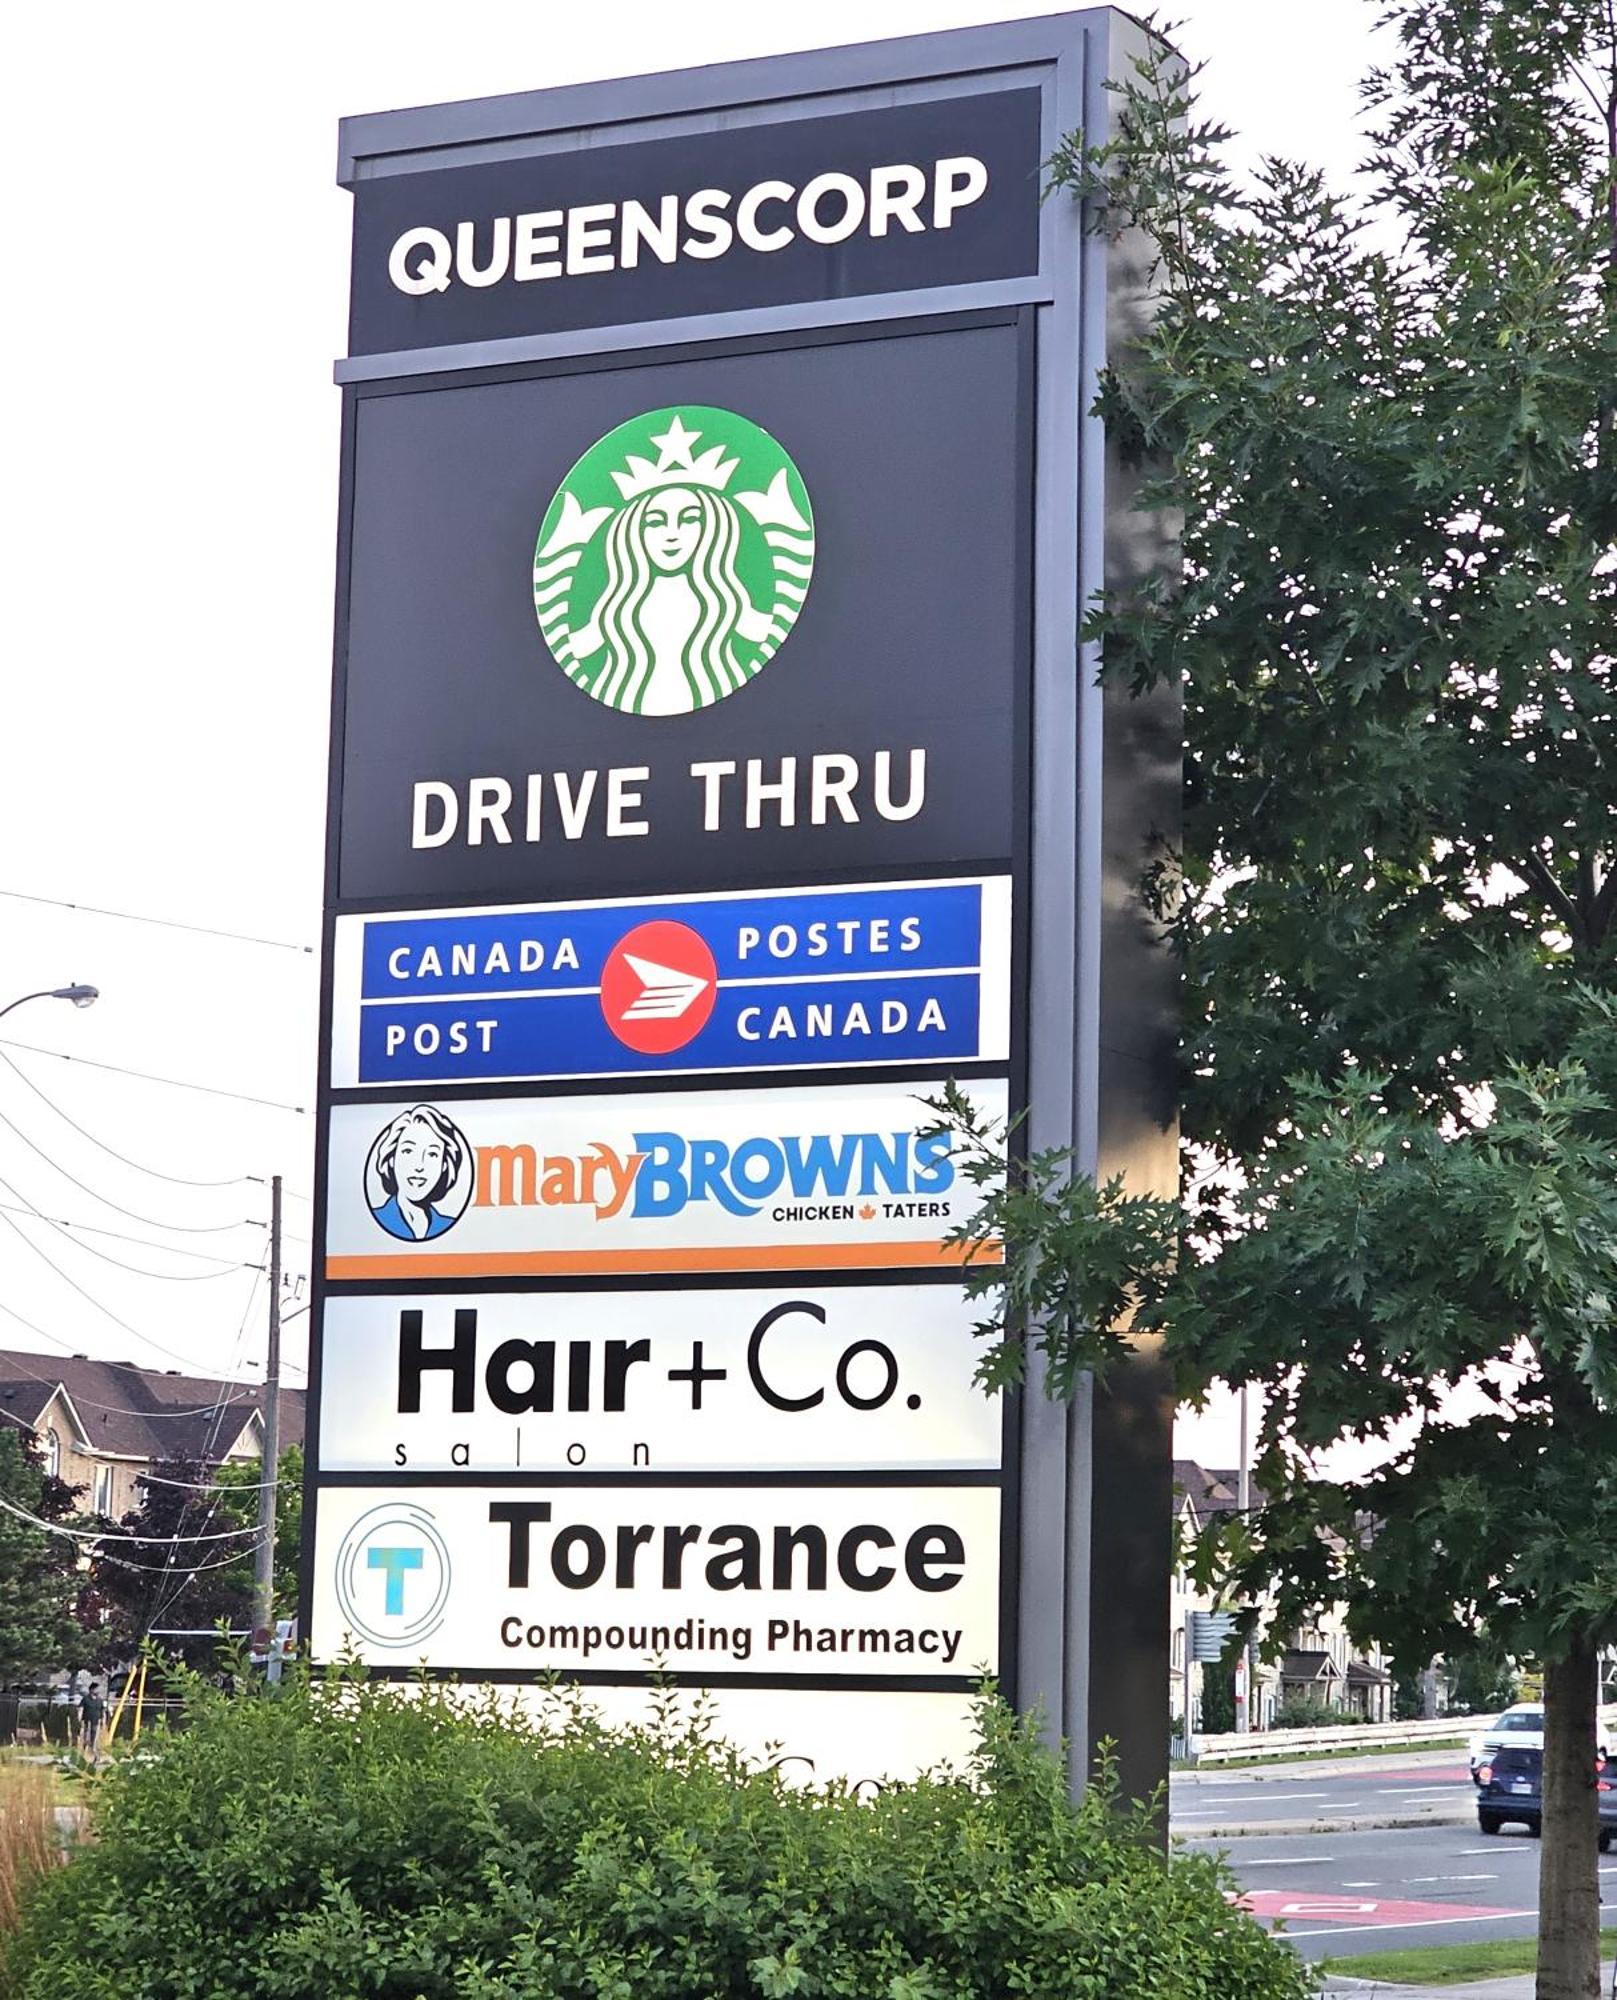 QUEENSCORP
DRIVE THRU
CANADA
POST
POSTES
CANADA
maryBROWNS
CHICKEN TATERS
Hair+Co.
salon
T
Torrance
Compounding Pharmacy